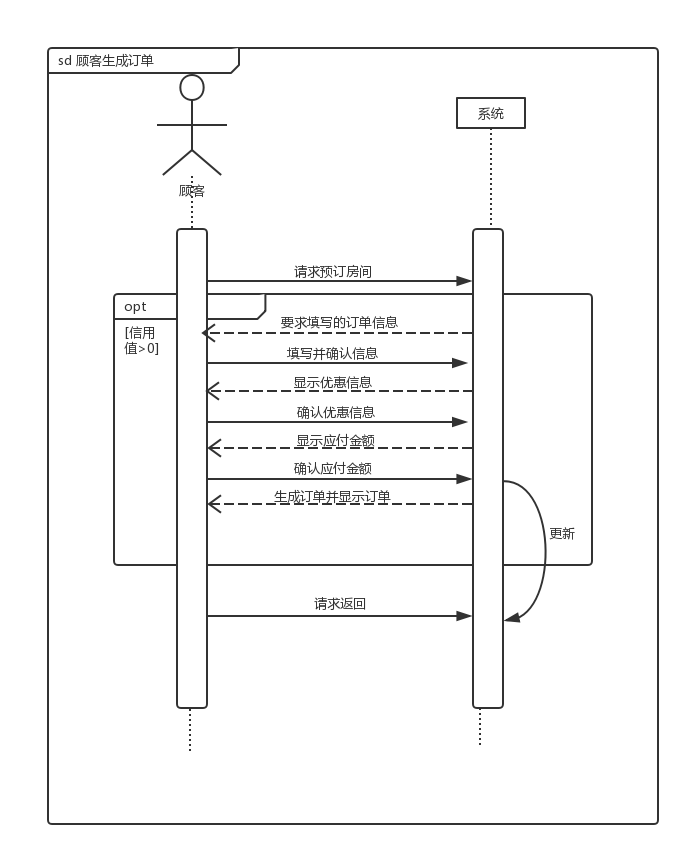 sd 顾客生成订单
系统
顾客
请求预订房间
opt
[信用
值>0]
要求填写的订单信息
填写并确认信息
显示优惠信息
确认优惠信息
显示应付金额
确认应付金额
生成订单并显示订单
更新
请求返回